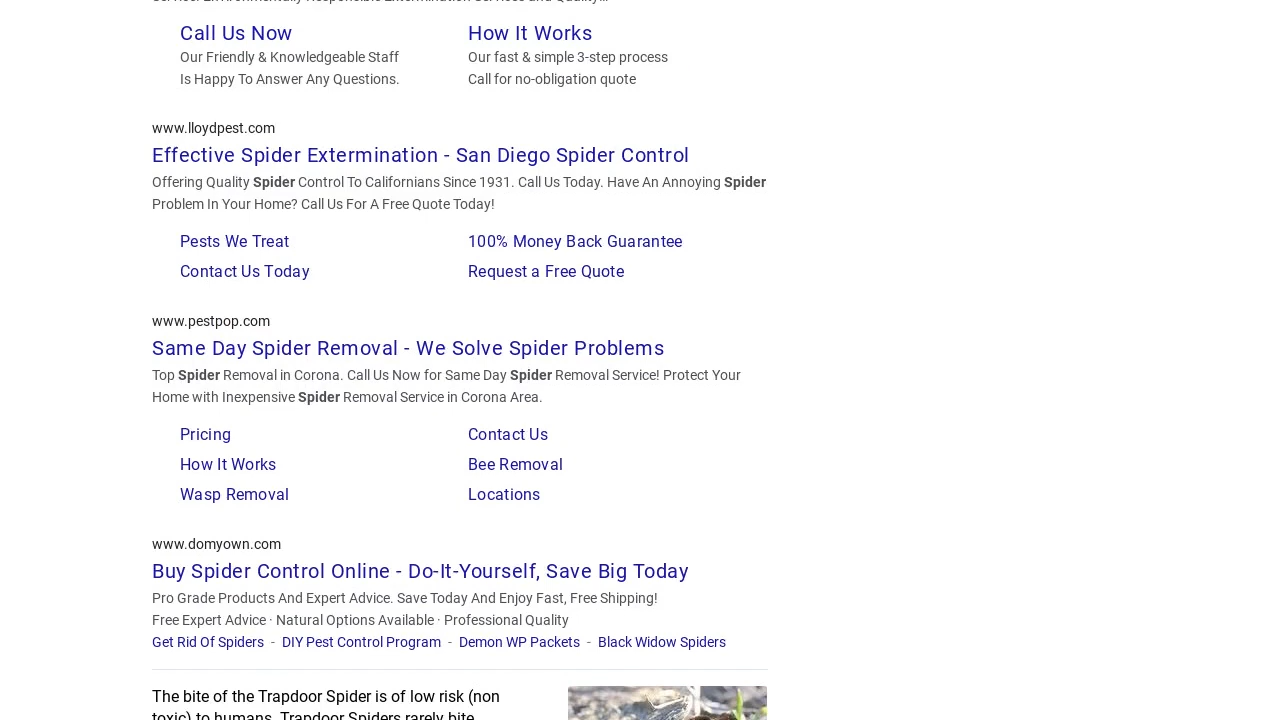 Call Us Now
Our Friendly & Knowledgeable Staff
Is Happy To Answer Any Questions.
How It Works
Our fast & simple 3-step process
Call for no-obligation quote
www.lloydpest.com
Effective Spider Extermination - San Diego Spider Control
Offering Quality Spider Control To Californians Since 1931. Call Us Today. Have An Annoying Spider
Problem In Your Home? Call Us For A Free Quote Today!
Pests We Treat
100% Money Back Guarantee
Contact Us Today
Request a Free Quote
www.pestpop.com
Same Day Spider Removal - We Solve Spider Problems
Top Spider Removal in Corona. Call Us Now for Same Day Spider Removal Service! Protect Your
Home with Inexpensive Spider Removal Service in Corona Area.
Pricing
Contact Us
How It Works
Bee Removal
Wasp Removal
Locations
www.domyown.com
Buy Spider Control Online - Do-It-Yourself, Save Big Today
Pro Grade Products And Expert Advice. Save Today And Enjoy Fast, Free Shipping!
Free Expert Advice · Natural Options Available · Professional Quality
Get Rid Of Spiders - DIY Pest Control Program - Demon WP Packets - Black Widow Spiders
The bite of the Trapdoor Spider is of low risk (non
toxic) to humans. Trapdoor Spiders rarely bite